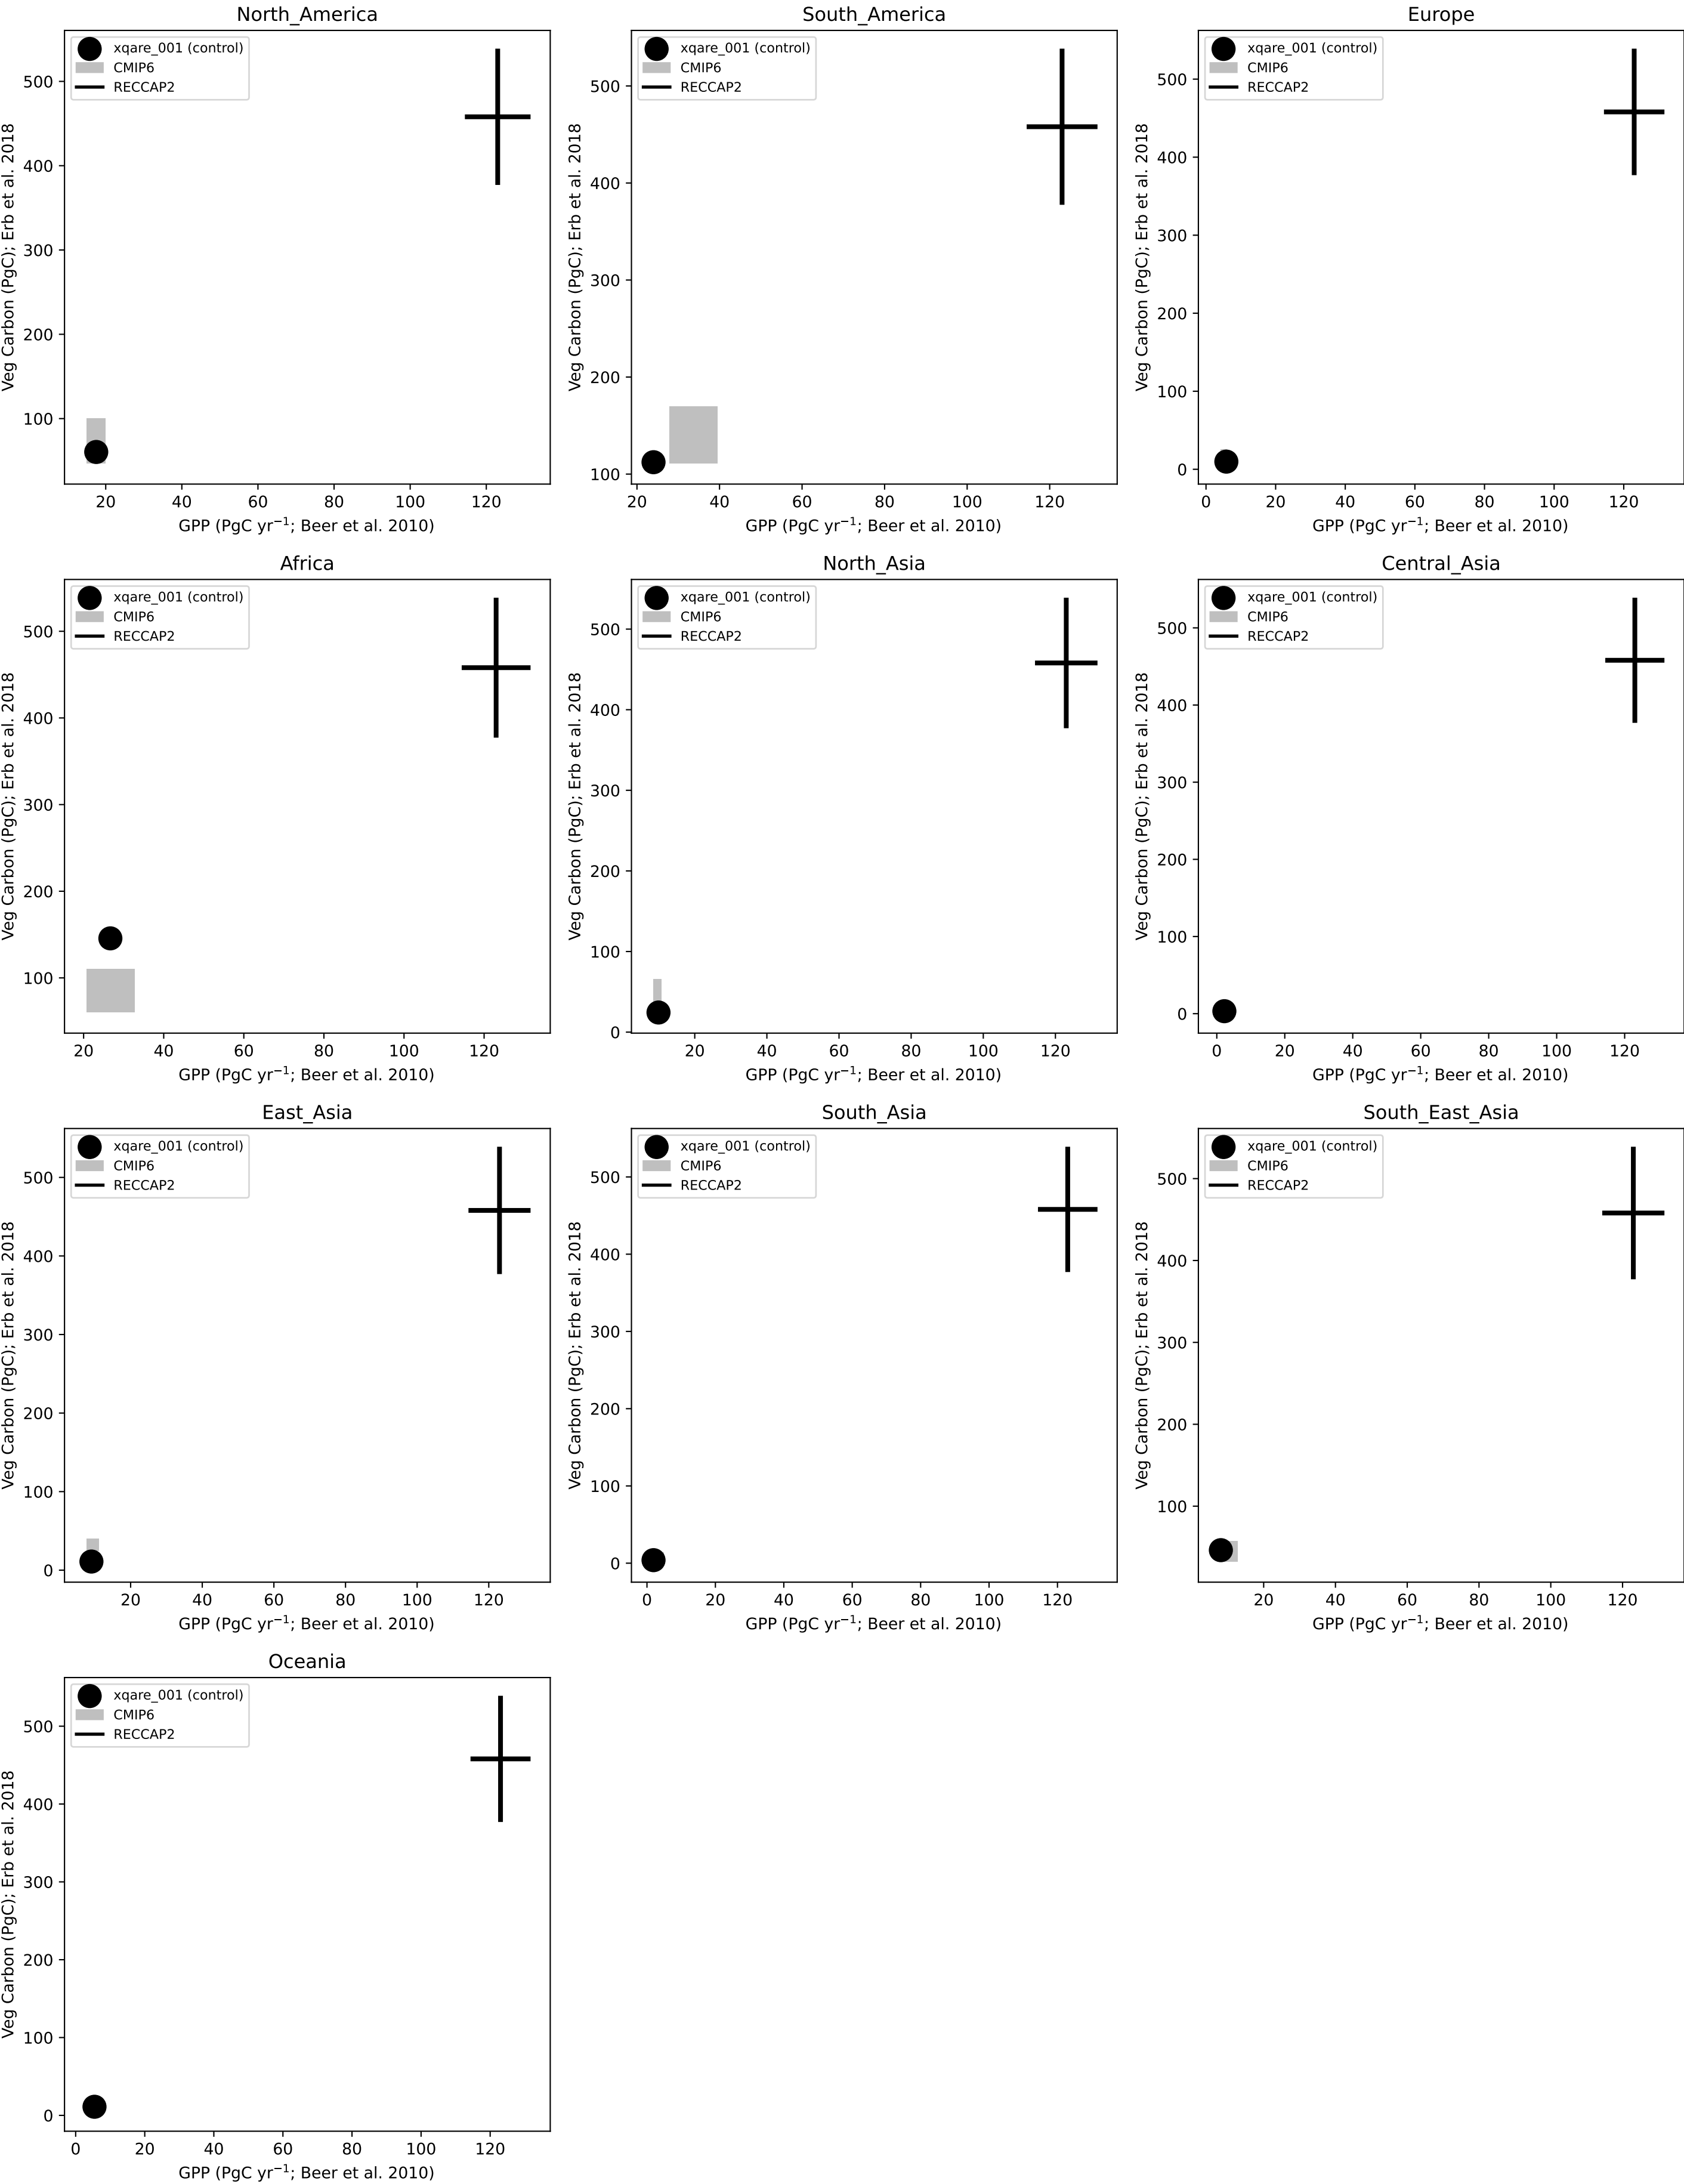 North_America
xqare_001 (control)
CMIP6
RECCAP2
500
400
300
200
100
Veg Carbon (PgC); Erb et al. 2018
20 40 60 80 100 120
GPP (PgC yr⁻¹; Beer et al. 2010)
South_America
xqare_001 (control)
CMIP6
RECCAP2
500
400
300
200
100
Veg Carbon (PgC); Erb et al. 2018
20 40 60 80 100 120
GPP (PgC yr⁻¹; Beer et al. 2010)
Europe
xqare_001 (control)
CMIP6
RECCAP2
500
400
300
200
100
0
Veg Carbon (PgC); Erb et al. 2018
0 20 40 60 80 100 120
GPP (PgC yr⁻¹; Beer et al. 2010)
Africa
xqare_001 (control)
CMIP6
RECCAP2
500
400
300
200
100
Veg Carbon (PgC); Erb et al. 2018
20 40 60 80 100 120
GPP (PgC yr⁻¹; Beer et al. 2010)
North_Asia
xqare_001 (control)
CMIP6
RECCAP2
500
400
300
200
100
0
Veg Carbon (PgC); Erb et al. 2018
20 40 60 80 100 120
GPP (PgC yr⁻¹; Beer et al. 2010)
Central_Asia
xqare_001 (control)
CMIP6
RECCAP2
500
400
300
200
100
0
Veg Carbon (PgC); Erb et al. 2018
0 20 40 60 80 100 120
GPP (PgC yr⁻¹; Beer et al. 2010)
East_Asia
xqare_001 (control)
CMIP6
RECCAP2
500
400
300
200
100
0
Veg Carbon (PgC); Erb et al. 2018
20 40 60 80 100 120
GPP (PgC yr⁻¹; Beer et al. 2010)
South_Asia
xqare_001 (control)
CMIP6
RECCAP2
500
400
300
200
100
0
Veg Carbon (PgC); Erb et al. 2018
0 20 40 60 80 100 120
GPP (PgC yr⁻¹; Beer et al. 2010)
South_East_Asia
xqare_001 (control)
CMIP6
RECCAP2
500
400
300
200
100
Veg Carbon (PgC); Erb et al. 2018
20 40 60 80 100 120
GPP (PgC yr⁻¹; Beer et al. 2010)
Oceania
xqare_001 (control)
CMIP6
RECCAP2
500
400
300
200
100
0
Veg Carbon (PgC); Erb et al. 2018
0 20 40 60 80 100 120
GPP (PgC yr⁻¹; Beer et al. 2010)